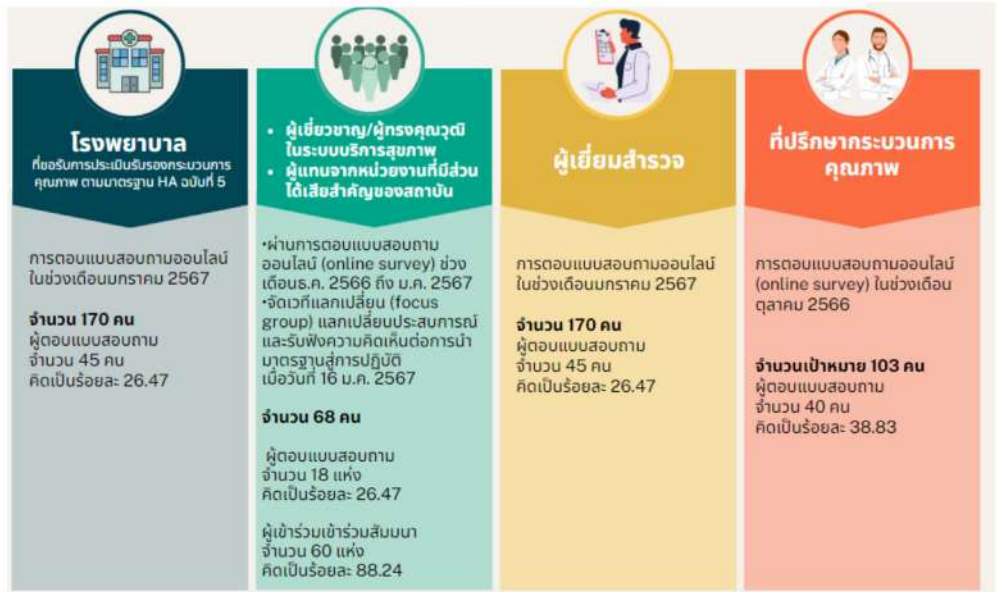 โรงพยาบาล
ที่ขอรับการประเมินรับรองกระบวนการ
คุณภาพ ตามมาตรฐาน HA ฉบับที่ 5
การตอบแบบสอบถามออนไลน์
ในช่วงเดือนมกราคม 2567
จำนวน 170 คน
ผู้ตอบแบบสอบถาม
จำนวน 45 คน
คิดเป็นร้อยละ 26.47
• ผู้เชี่ยวชาญ/ผู้ทรงคุณวุฒิ
ในระบบบริการสุขภาพ
• ผู้แทนจากหน่วยงานที่มีส่วน
ได้เสียสำคัญของสถาบัน
•ผ่านการตอบแบบสอบถาม
ออนไลน์ (online survey) ช่วง
เดือนธ.ค. 2566 ถึง ม.ค. 2567
•จัดเวทีแลกเปลี่ยน (focus
group) แลกเปลี่ยนประสบการณ์
และรับฟังความคิดเห็นต่อการนำ
มาตรฐานสู่การปฏิบัติ
เมื่อวันที่ 16 ม.ค. 2567
จำนวน 68 คน
ผู้ตอบแบบสอบถาม
จำนวน 18 แห่ง
คิดเป็นร้อยละ 26.47
ผู้เข้าร่วมเข้าร่วมสัมมนา
จำนวน 60 แห่ง
คิดเป็นร้อยละ 88.24
ผู้เยี่ยมสำรวจ
การตอบแบบสอบถามออนไลน์
ในช่วงเดือนมกราคม 2567
จำนวน 170 คน
ผู้ตอบแบบสอบถาม
จำนวน 45 คน
คิดเป็นร้อยละ 26.47
ที่ปรึกษากระบวนการ
คุณภาพ
การตอบแบบสอบถามออนไลน์
(online survey) ในช่วงเดือน
ตุลาคม 2566
จำนวนเป้าหมาย 103 คน
ผู้ตอบแบบสอบถาม
จำนวน 40 คน
คิดเป็นร้อยละ 38.83